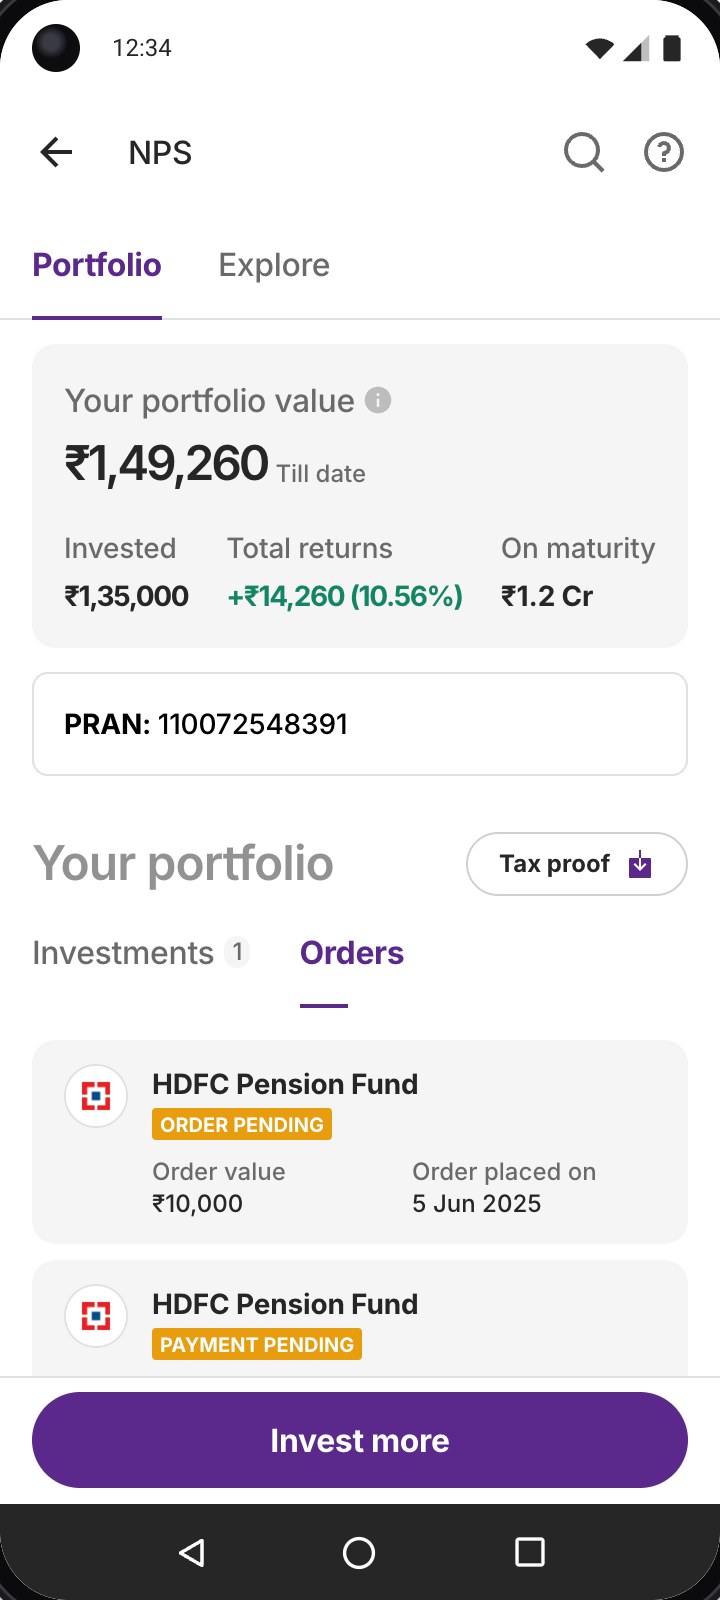 12:34
NPS
Portfolio Explore
Your portfolio value
₹1,49,260 Till date
Invested Total returns On maturity
₹1,35,000 +₹14,260 (10.56%) ₹1.2 Cr
PRAN: 110072548391
Your portfolio Tax proof
Investments 1 Orders
HDFC Pension Fund
ORDER PENDING
Order value Order placed on
₹10,000 5 Jun 2025
HDFC Pension Fund
PAYMENT PENDING
Invest more